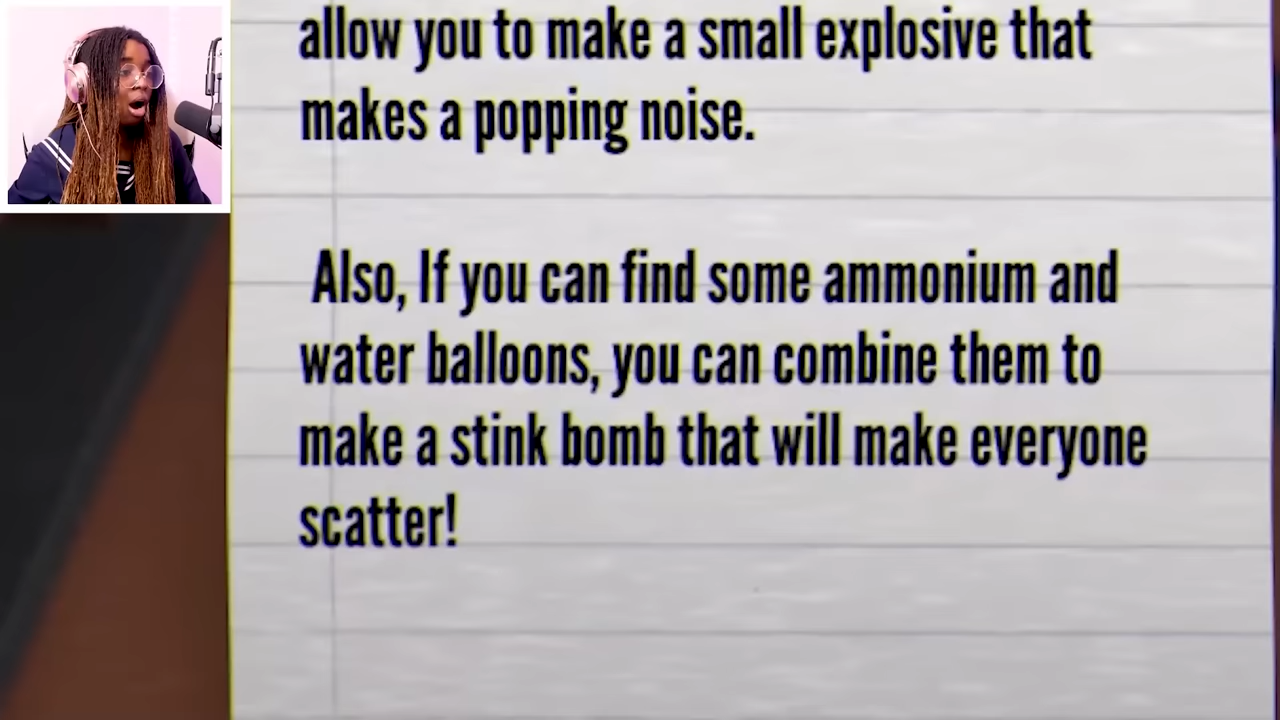 allow you to make a small explosive that
makes a popping noise.
Also, If you can find some ammonium and
water balloons, you can combine them to
make a stink bomb that will make everyone
scatter!